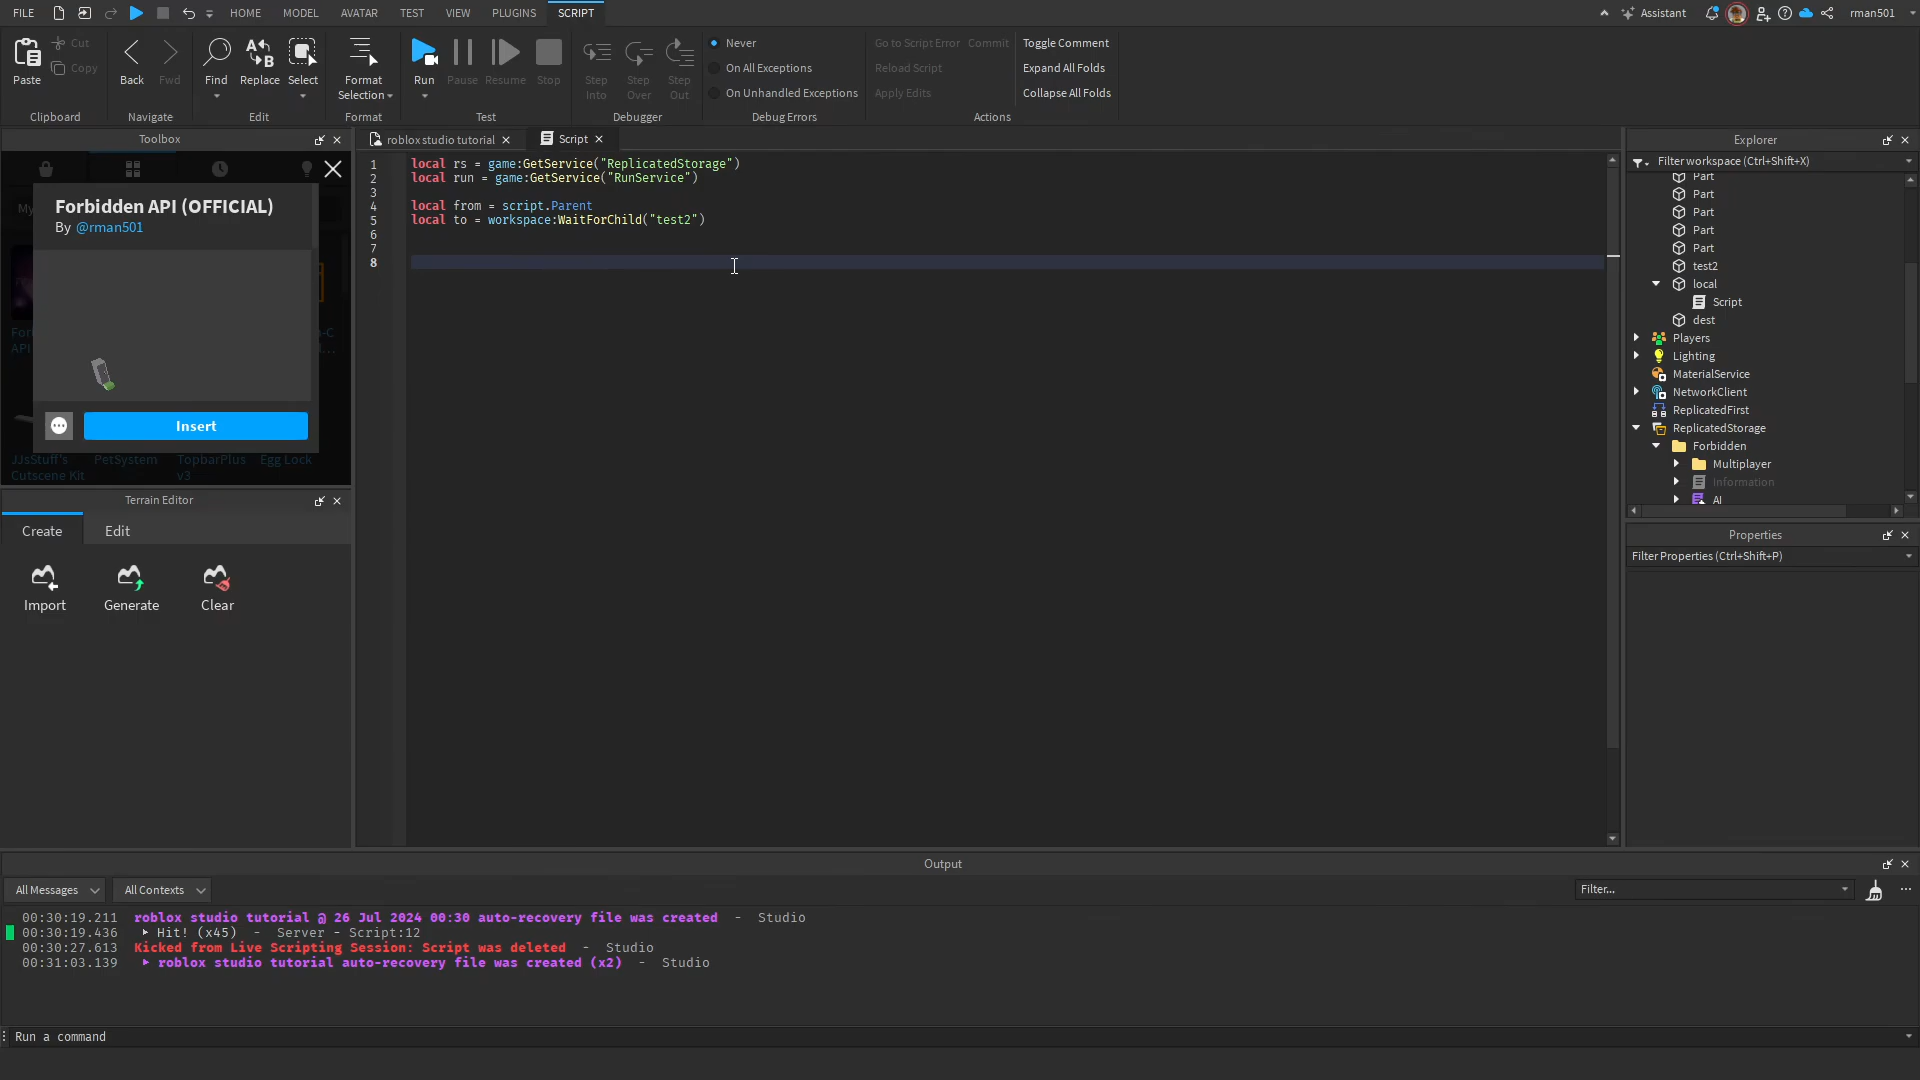 FILE
HOME
MODEL
AVATAR
TEST
VIEW
PLUGINS
SCRIPT
Assistant
rman501
Paste
Cut
Copy
Clipboard
Back
Fwd
Navigate
Find
Replace
Select
Edit
Format
Selection
Format
Run
Pause
Resume
Stop
Test
Step
Into
Step
Over
Step
Out
Debugger
Never
On All Exceptions
On Unhandled Exceptions
Debug Errors
Go to Script Error
Commit
Reload Script
Apply Edits
Toggle Comment
Expand All Folds
Collapse All Folds
Actions
Toolbox
My
Forbidden API (OFFICIAL)
By @rman501
Insert
API
JJsStuff's
Cutscene Kit
PetSystem
TopbarPlus
v3
Egg Lock
Terrain Editor
Create
Edit
Import
Generate
Clear
roblox studio tutorial
Script
1 local rs = game:GetService("ReplicatedStorage")
2 local run = game:GetService("RunService")
3
4 local from = script.Parent
5 local to = workspace:WaitForChild("test2")
6
7
8
Explorer
Filter workspace (Ctrl+Shift+X)
Part
Part
Part
Part
Part
test2
local
Script
dest
Players
Lighting
MaterialService
NetworkClient
ReplicatedFirst
ReplicatedStorage
Forbidden
Multiplayer
Information
AI
Properties
Filter Properties (Ctrl+Shift+P)
Output
All Messages
All Contexts
Filter...
00:30:19.211 roblox studio tutorial @ 26 Jul 2024 00:30 auto-recovery file was created - Studio
00:30:19.436 Hit! (x45) - Server - Script:12
00:30:27.613 Kicked from Live Scripting Session: Script was deleted - Studio
00:31:03.139 roblox studio tutorial auto-recovery file was created (x2) - Studio
Run a command